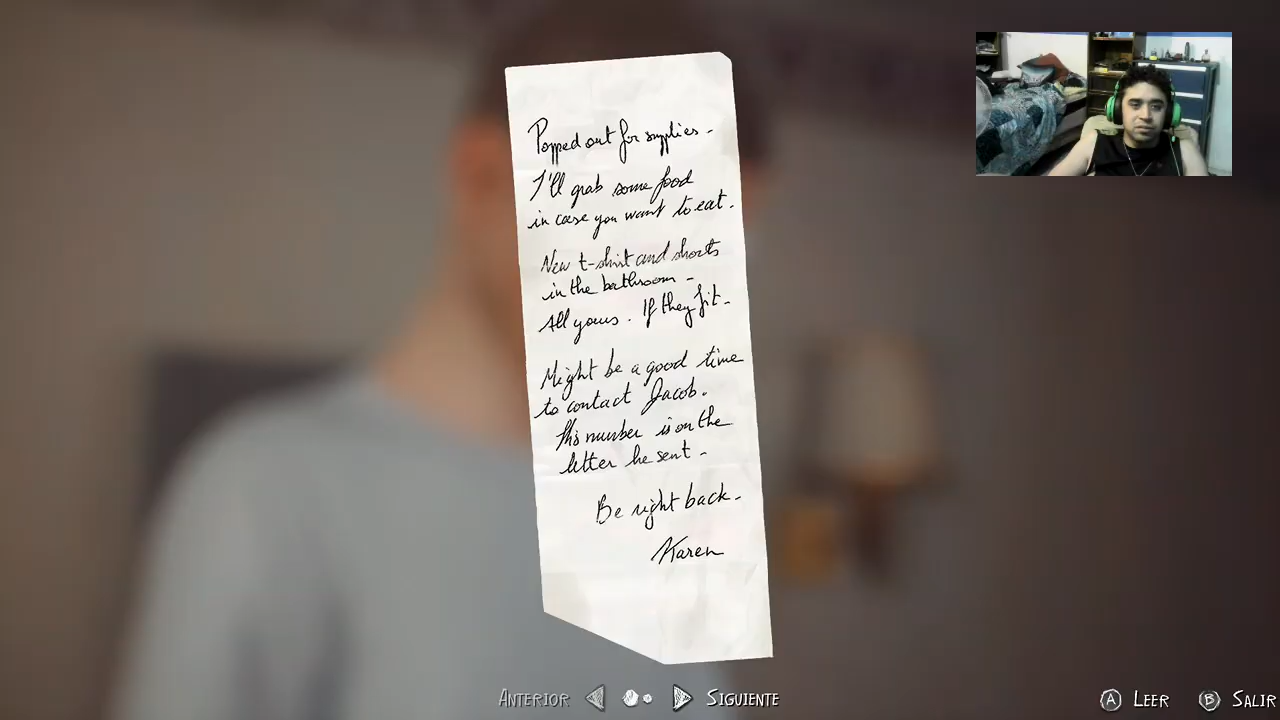 Popped out for supplies -
I'll grab some food
in case you want to eat.
New t-shirt and shorts
in the bathroom -
All yours. If they fit -
Might be a good time
to contact Jacob.
His number is on the
letter he sent -
Be right back -
Karen
ANTERIOR
SIGUIENTE
A LEER
B SALIR